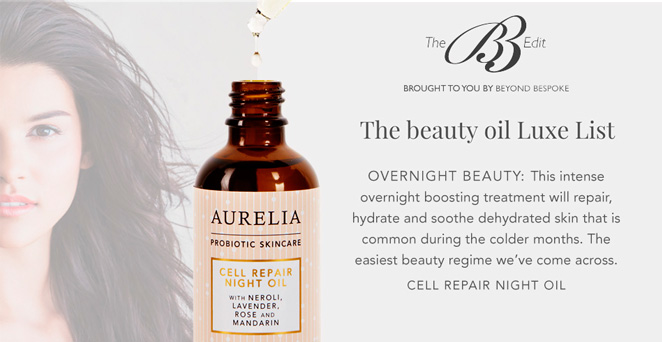 The BB Edit
BROUGHT TO YOU BY BEYOND BESPOKE
The beauty oil Luxe List
OVERNIGHT BEAUTY: This intense
overnight boosting treatment will repair,
hydrate and soothe dehydrated skin that is
common during the colder months. The
easiest beauty regime we've come across.
CELL REPAIR NIGHT OIL
AURELIA
PROBIOTIC SKINCARE
CELL REPAIR
NIGHT OIL
WITH NEROLI,
LAVENDER,
ROSE AND
MANDARIN